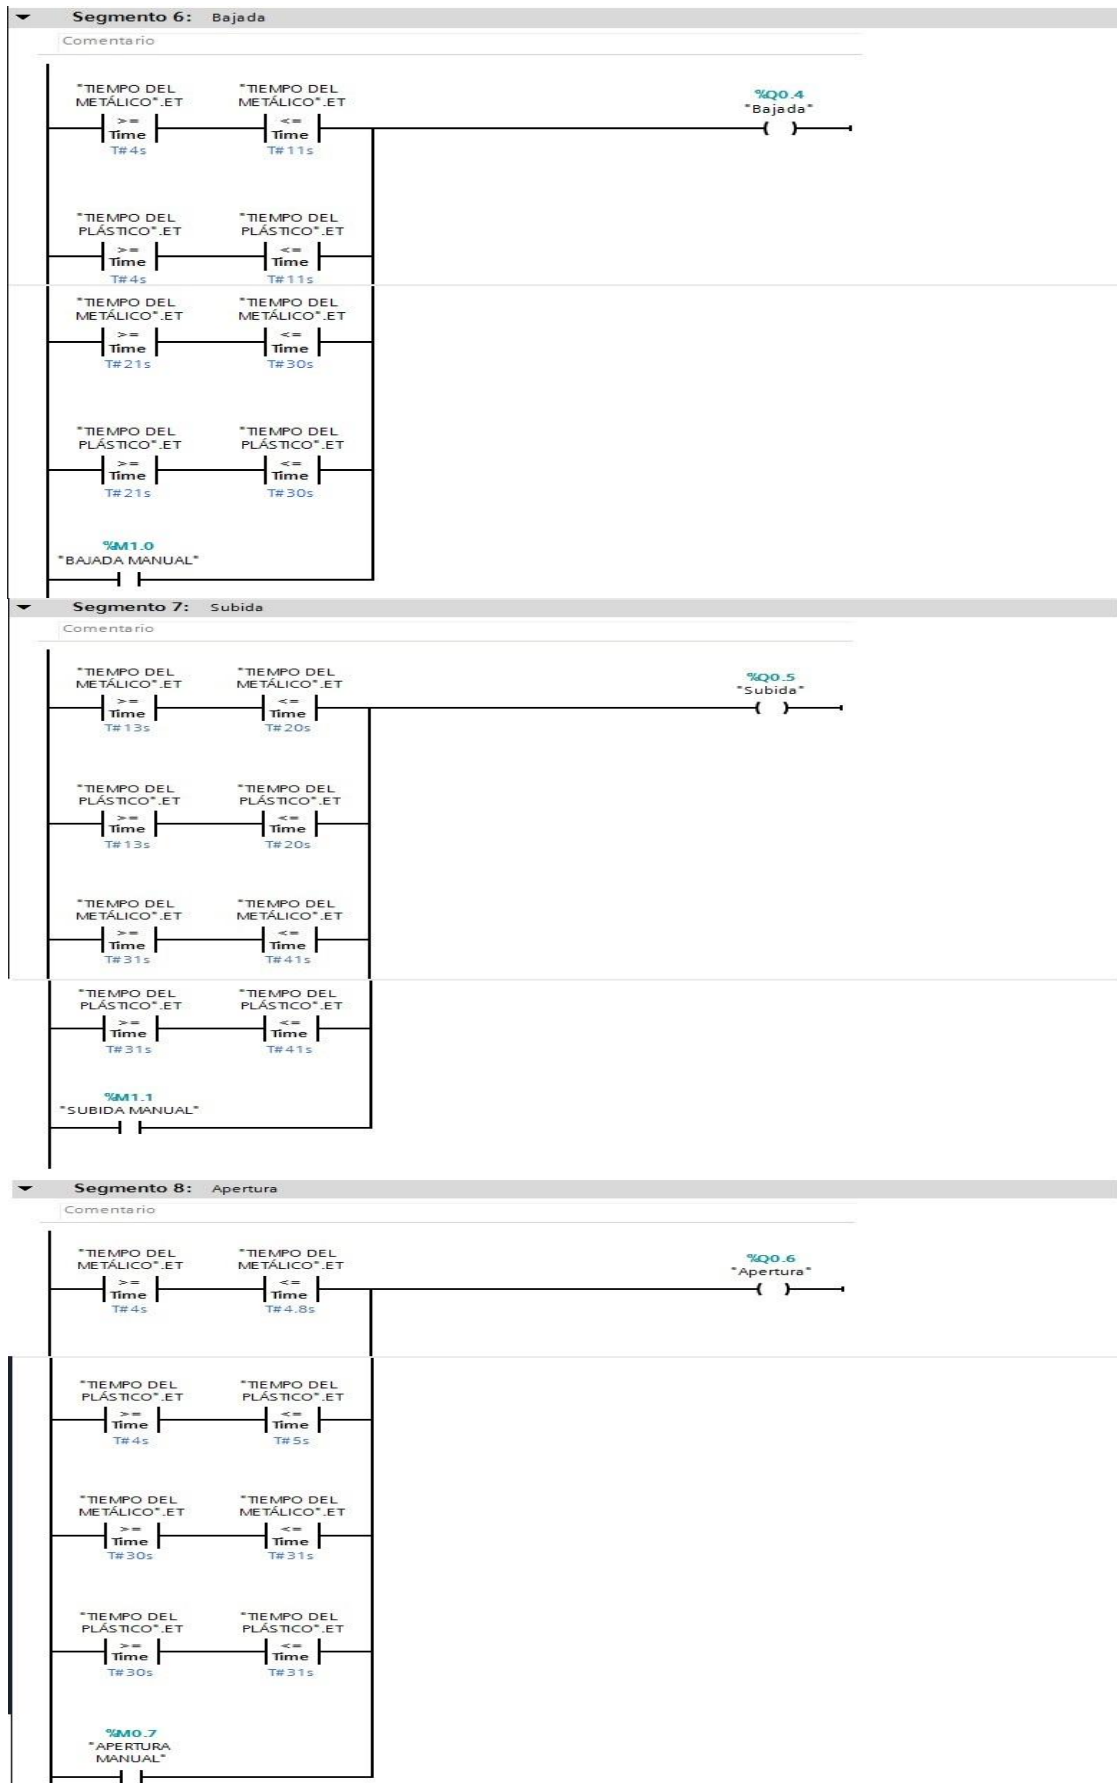 Segmento 6: Bajada
Comentario
"TIEMPO DEL "TIEMPO DEL
METÁLICO".ET METÁLICO".ET %Q0.4
"Bajada"
>= <=
Time Time
T#4s T#11s
"TIEMPO DEL "TIEMPO DEL
PLÁSTICO".ET PLÁSTICO".ET
>= <=
Time Time
T#4s T#11s
"TIEMPO DEL "TIEMPO DEL
METÁLICO".ET METÁLICO".ET
>= <=
Time Time
T#21s T#30s
"TIEMPO DEL "TIEMPO DEL
PLÁSTICO".ET PLÁSTICO".ET
>= <=
Time Time
T#21s T#30s
%M1.0
"BAJADA MANUAL"
Segmento 7: Subida
Comentario
"TIEMPO DEL "TIEMPO DEL
METÁLICO".ET METÁLICO".ET %Q0.5
"Subida"
>= <=
Time Time
T#13s T#20s
"TIEMPO DEL "TIEMPO DEL
PLÁSTICO".ET PLÁSTICO".ET
>= <=
Time Time
T#13s T#20s
"TIEMPO DEL "TIEMPO DEL
METÁLICO".ET METÁLICO".ET
>= <=
Time Time
T#31s T#41s
"TIEMPO DEL "TIEMPO DEL
PLÁSTICO".ET PLÁSTICO".ET
>= <=
Time Time
T#31s T#41s
%M1.1
"SUBIDA MANUAL"
Segmento 8: Apertura
Comentario
"TIEMPO DEL "TIEMPO DEL
METÁLICO".ET METÁLICO".ET %Q0.6
"Apertura"
>= <=
Time Time
T#4s T#4.8s
"TIEMPO DEL "TIEMPO DEL
PLÁSTICO".ET PLÁSTICO".ET
>= <=
Time Time
T#4s T#5s
"TIEMPO DEL "TIEMPO DEL
METÁLICO".ET METÁLICO".ET
>= <=
Time Time
T#30s T#31s
"TIEMPO DEL "TIEMPO DEL
PLÁSTICO".ET PLÁSTICO".ET
>= <=
Time Time
T#30s T#31s
%M0.7
"APERTURA
MANUAL"